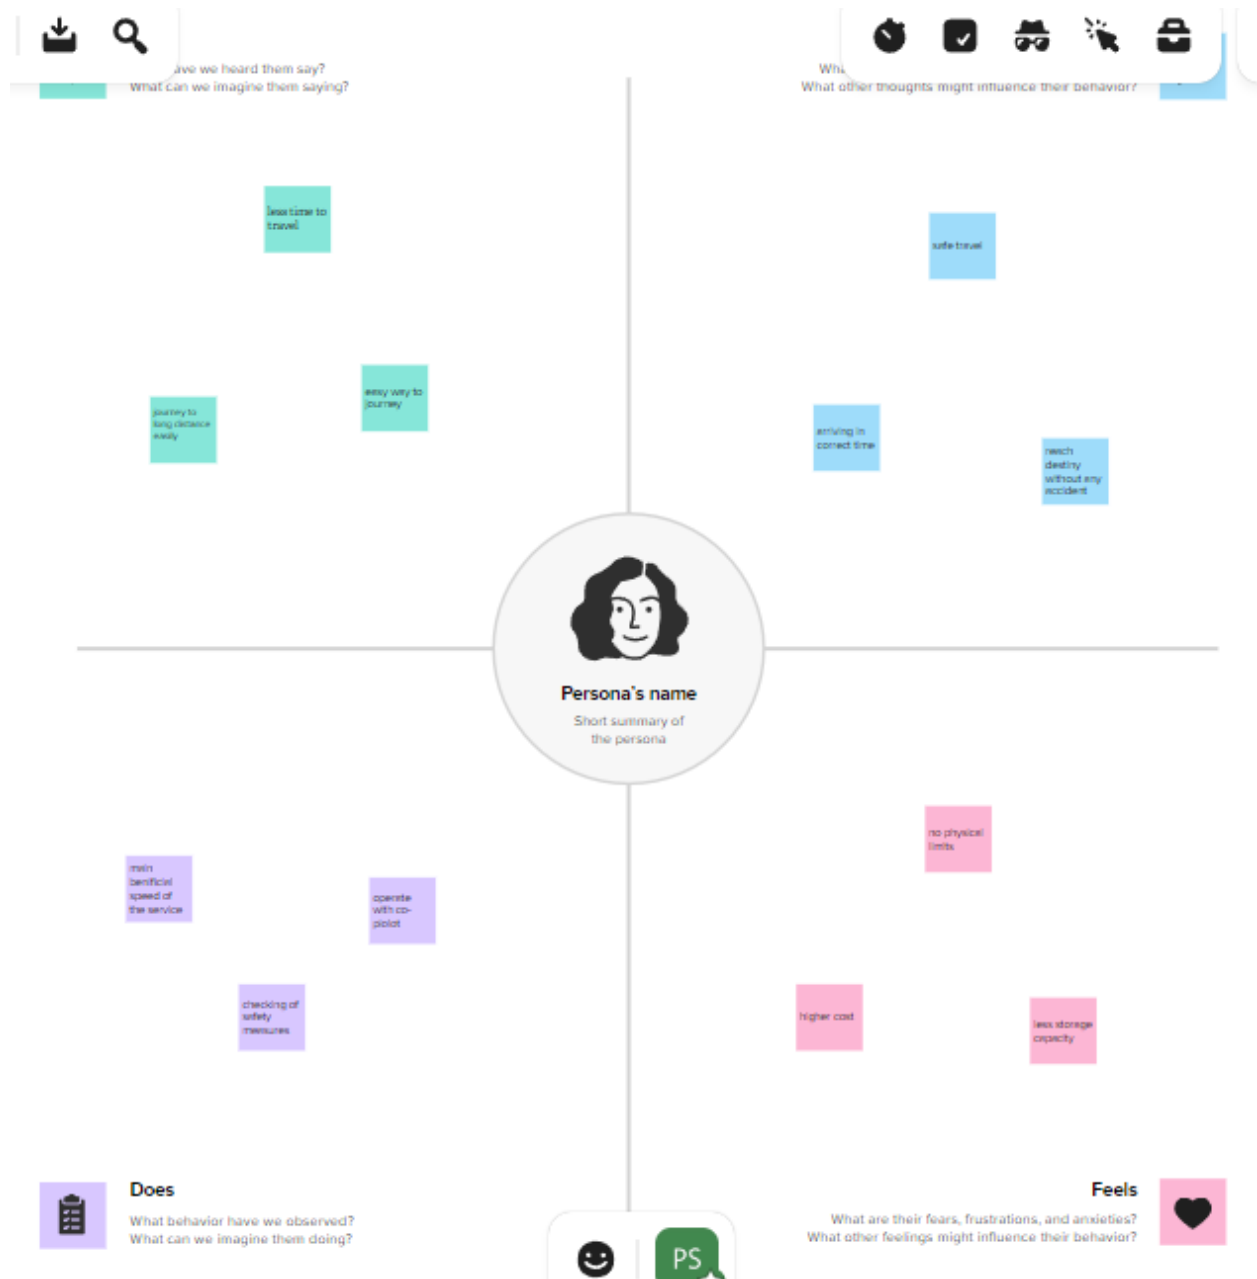 ave we heard them say?
What can we imagine them saying?
Wha
What other thoughts might influence their behavior?
less time to
travel
safe travel
easy way to
journey
journey to
long distance
easily
arriving in
correct time
reach
destiny
without any
accident
Persona's name
Short summary of
the persona
main
benificial
speed of
the service
operate
with co-
piolot
checking of
safety
measures
no physical
limits
higher cost
less storage
capacity
Does
What behavior have we observed?
What can we imagine them doing?
Feels
What are their fears, frustrations, and anxieties?
What other feelings might influence their behavior?
PS